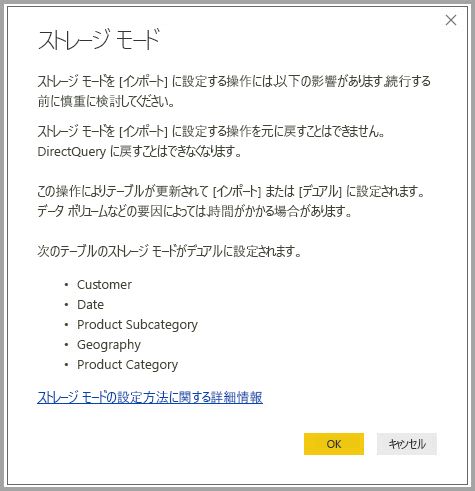 ストレージ モード
ストレージ モードを [インポート] に設定する操作には、以下の影響があります。続行する
前に慎重に検討してください。
ストレージ モードを [インポート] に設定する操作を元に戻すことはできません。
DirectQuery に戻すことはできなくなります。
この操作によりテーブルが更新されて [インポート] または [デュアル] に設定されます。
データ ボリュームなどの要因によっては、時間がかかる場合があります。
次のテーブルのストレージ モードがデュアルに設定されます。
• Customer
• Date
• Product Subcategory
• Geography
• Product Category
ストレージ モードの設定方法に関する詳細情報
OK キャンセル